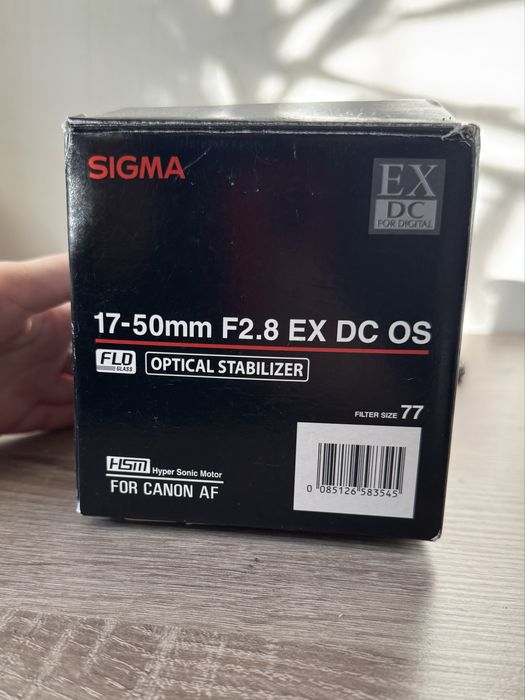 SIGMA
EX
DC
FOR DIGITAL
17-50mm F2.8 EX DC OS
FLD
GLASS
OPTICAL STABILIZER
FILTER SIZE 77
HSM Hyper Sonic Motor
FOR CANON AF
0 085126 583545